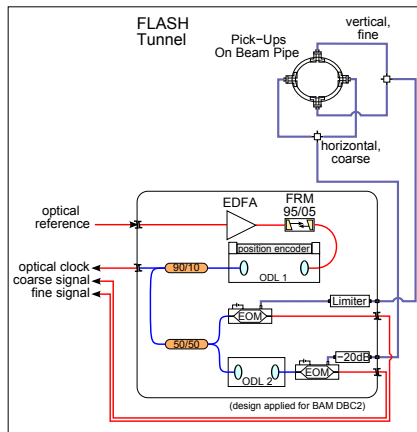 FLASH
Tunnel
vertical,
fine
Pick−Ups
On Beam Pipe
horizontal,
coarse
EDFA
FRM
95/05
optical
reference
position encoder
optical clock
90/10
ODL 1
coarse signal
fine signal
Limiter
EOM
50/50
−20dB
EOM
ODL 2
(design applied for BAM DBC2)